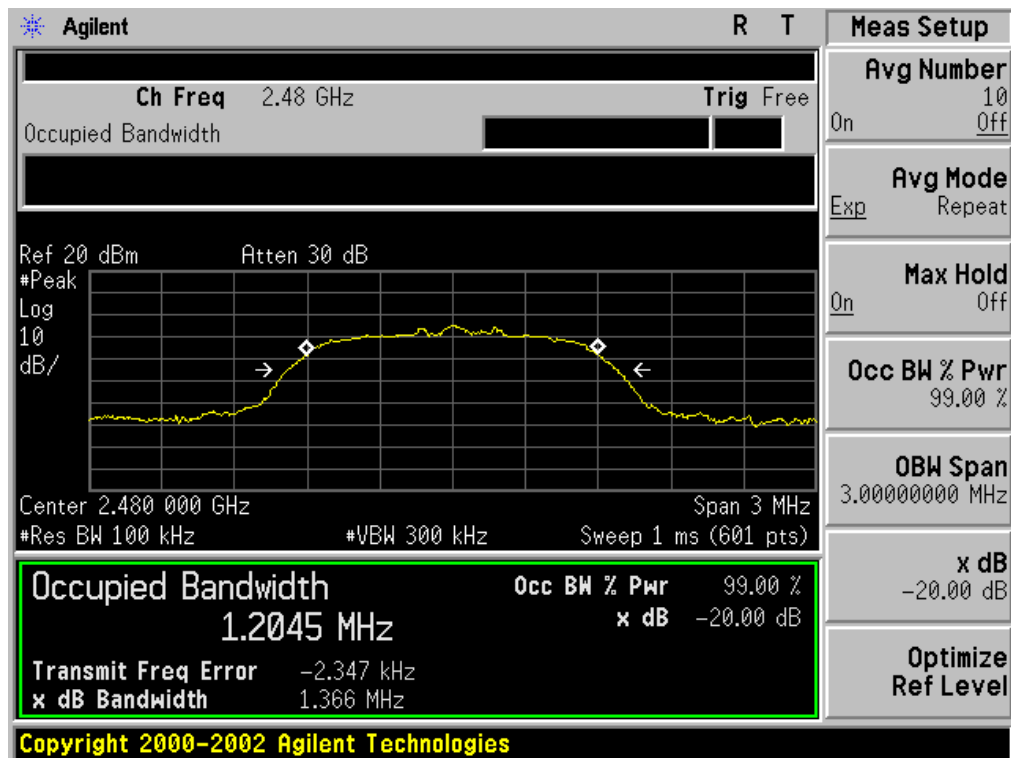 Agilent R T
Ch Freq 2.48 GHz Trig Free
Occupied Bandwidth
Ref 20 dBm Atten 30 dB
#Peak
Log
10
dB/
Center 2.480 000 GHz Span 3 MHz
#Res BW 100 kHz #VBW 300 kHz Sweep 1 ms (601 pts)
Occupied Bandwidth Occ BW % Pwr 99.00 %
1.2045 MHz x dB -20.00 dB
Transmit Freq Error -2.347 kHz
x dB Bandwidth 1.366 MHz
Copyright 2000-2002 Agilent Technologies
Meas Setup
Avg Number
10
On Off
Avg Mode
Exp Repeat
Max Hold
On Off
Occ BW % Pwr
99.00 %
OBW Span
3.00000000 MHz
x dB
-20.00 dB
Optimize
Ref Level